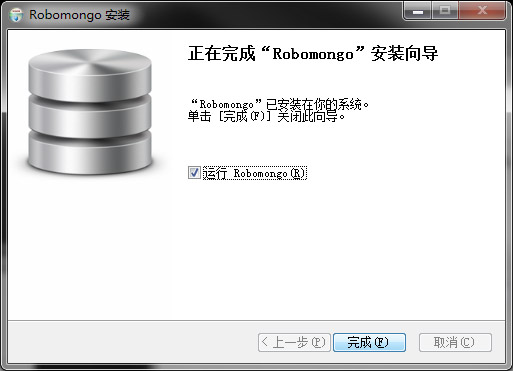 Robomongo 安装
正在完成“Robomongo”安装向导
“Robomongo”已安装在你的系统。
单击 [完成(F)] 关闭此向导。
运行 Robomongo(R)
< 上一步(P)
完成(F)
取消(C)